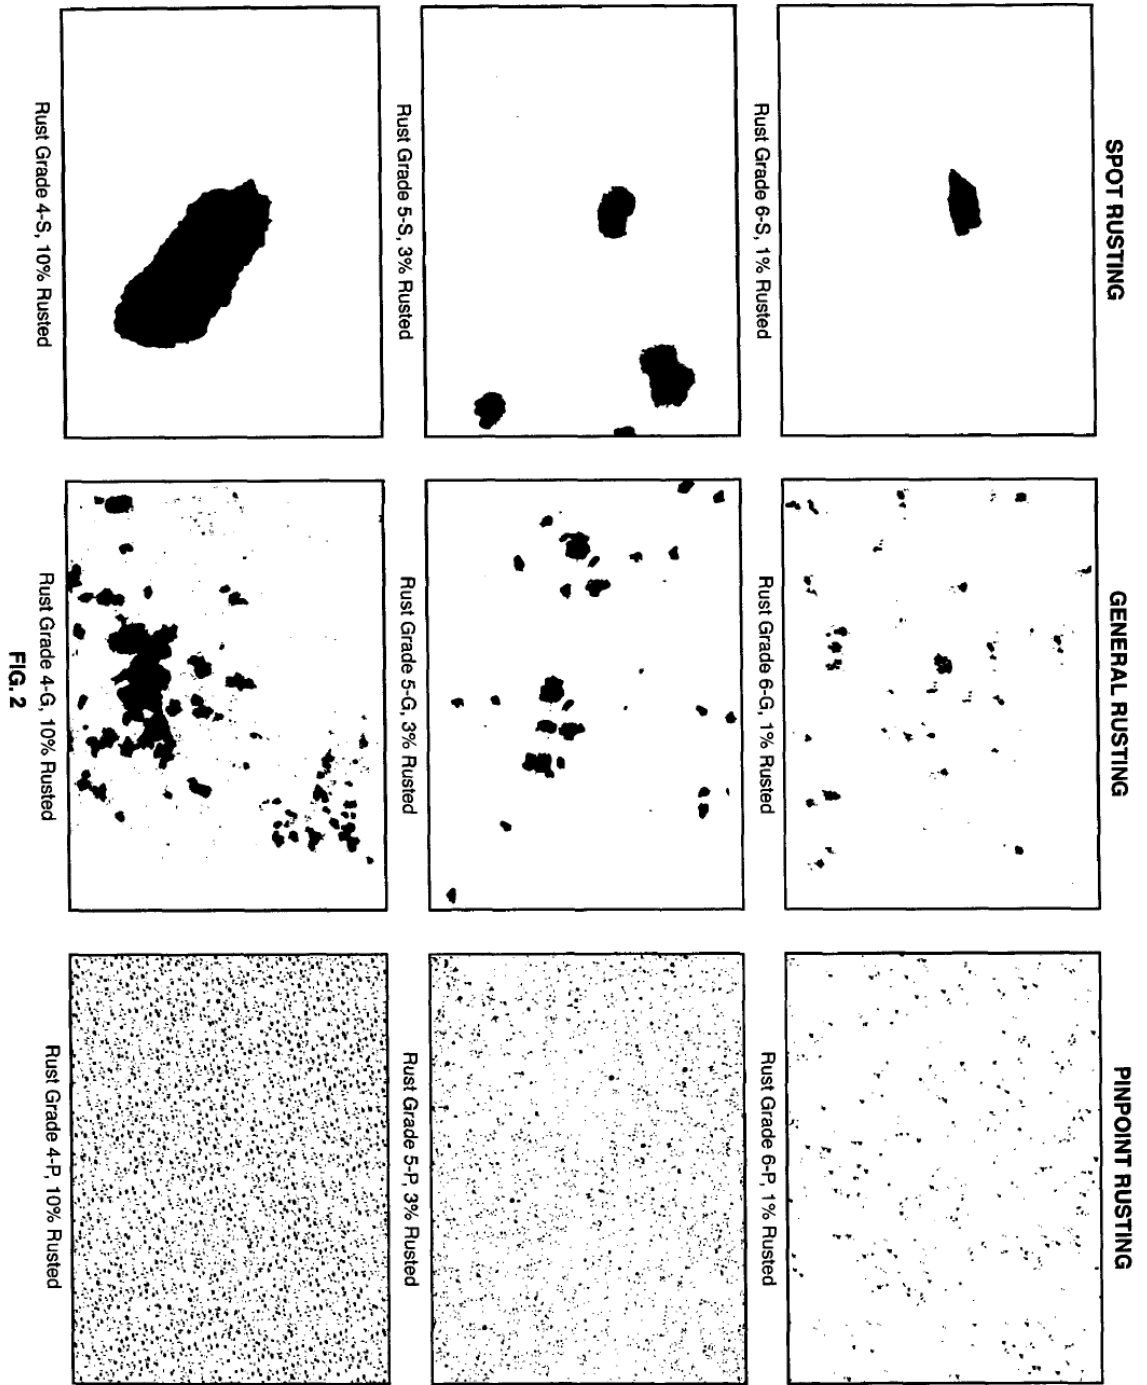 SPOT RUSTING
GENERAL RUSTING
PINPOINT RUSTING
Rust Grade 6-S, 1% Rusted
Rust Grade 6-G, 1% Rusted
Rust Grade 6-P, 1% Rusted
Rust Grade 5-S, 3% Rusted
Rust Grade 5-G, 3% Rusted
Rust Grade 5-P, 3% Rusted
Rust Grade 4-S, 10% Rusted
Rust Grade 4-G, 10% Rusted
Rust Grade 4-P, 10% Rusted
FIG. 2